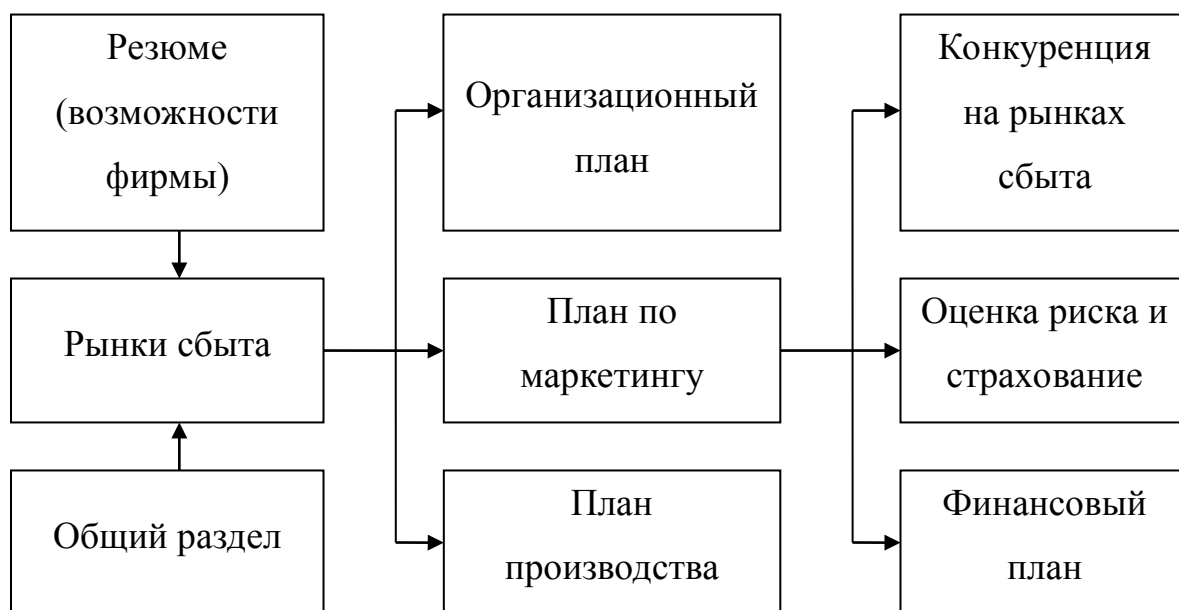 Резюме
(возможности
фирмы)
Организационный
план
Конкуренция
на рынках
сбыта
Рынки сбыта
План по
маркетингу
Оценка риска и
страхование
Общий раздел
План
производства
Финансовый
план